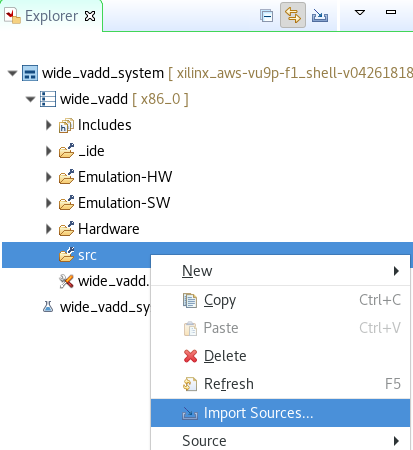 Explorer
wide_vadd_system [ xilinx_aws-vu9p-f1_shell-v04261818
wide_vadd [ x86_0 ]
Includes
_ide
Emulation-HW
Emulation-SW
Hardware
src
wide_vadd.
wide_vadd_sy
New
Copy Ctrl+C
Paste Ctrl+V
Delete
Refresh F5
Import Sources...
Source